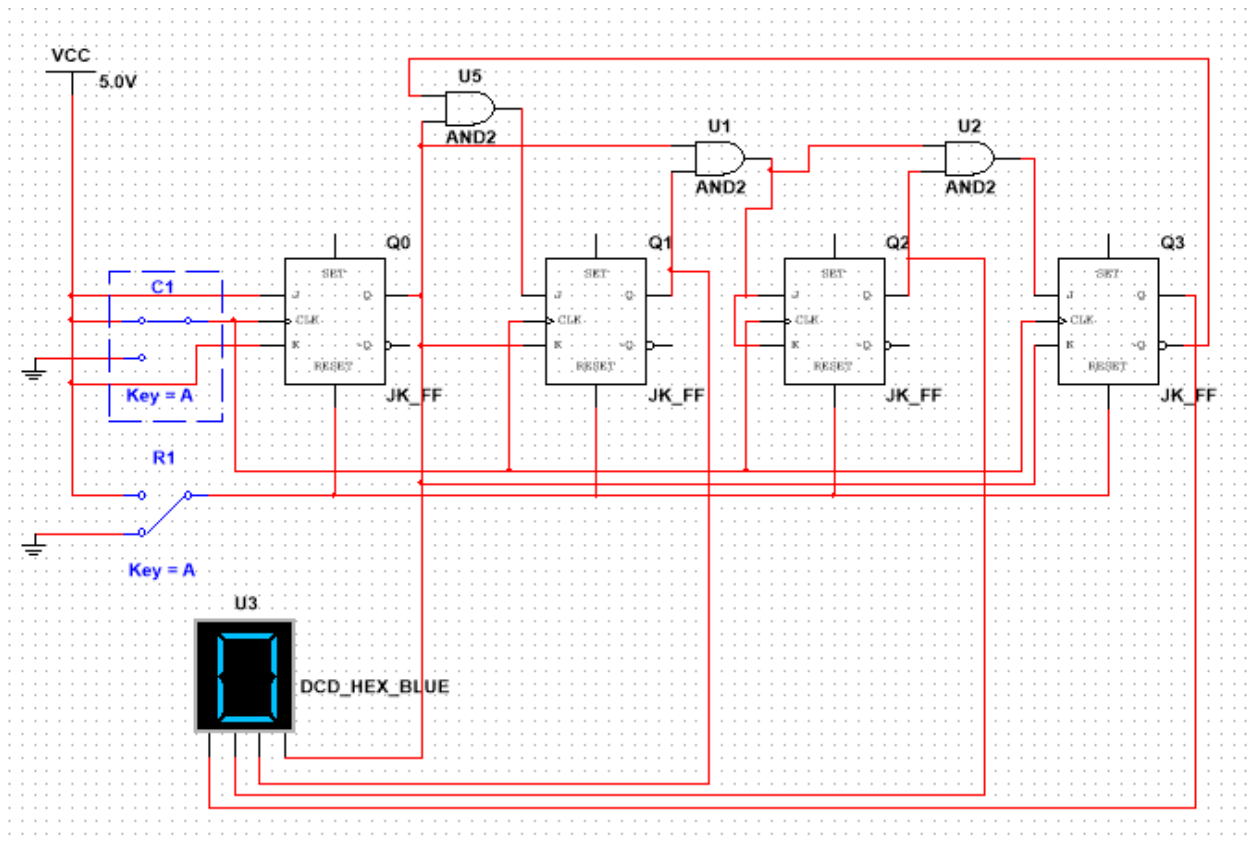 VCC
5.0V
U5
AND2
U1
AND2
U2
AND2
Q0
Q1
Q2
Q3
SET
J
Q
CLK
K
~Q
RESET
JK_FF
SET
J
Q
CLK
K
~Q
RESET
JK_FF
SET
J
Q
CLK
K
~Q
RESET
JK_FF
SET
J
Q
CLK
K
~Q
RESET
JK_FF
C1
Key = A
R1
Key = A
U3
0
DCD_HEX_BLUE